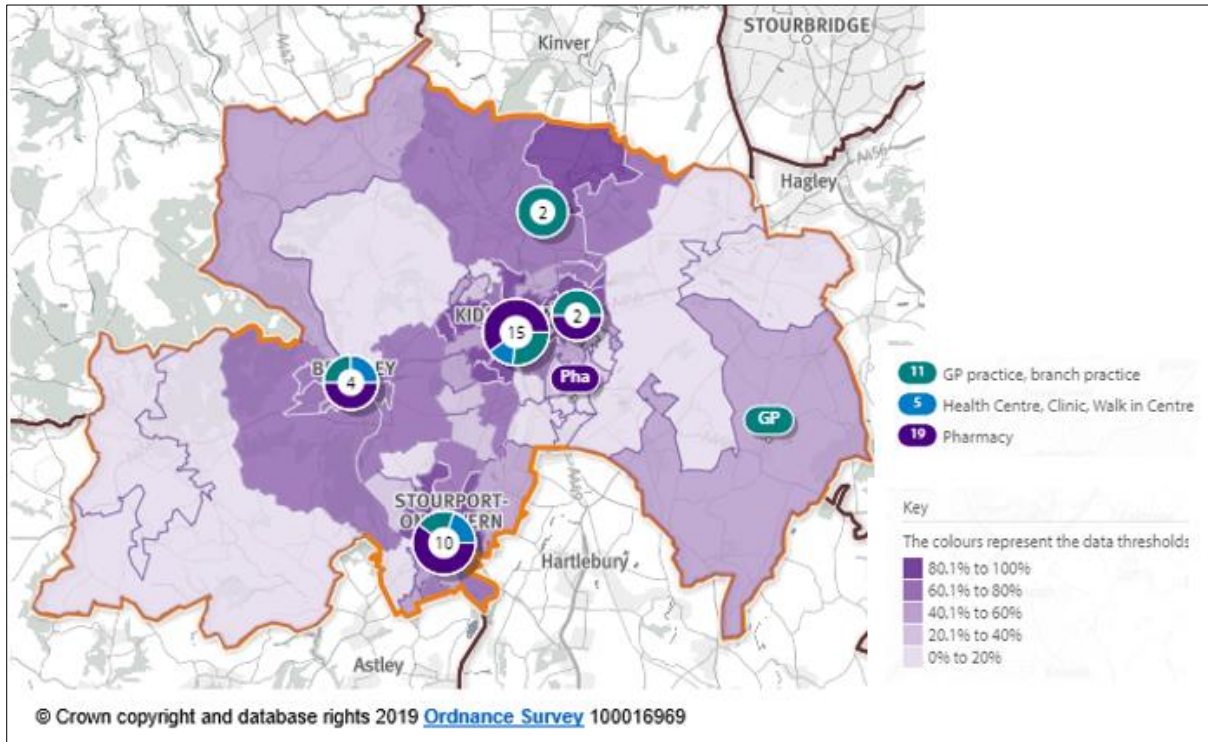 STOURBRIDGE
Kinver
Hagley
2
2
15
4
Pha
GP
STOURPORT-
10
Hartlebury
Astley
11 GP practice, branch practice
5 Health Centre, Clinic, Walk in Centre
19 Pharmacy
Key
The colours represent the data thresholds
80.1% to 100%
60.1% to 80%
40.1% to 60%
20.1% to 40%
0% to 20%
© Crown copyright and database rights 2019 Ordnance Survey 100016969